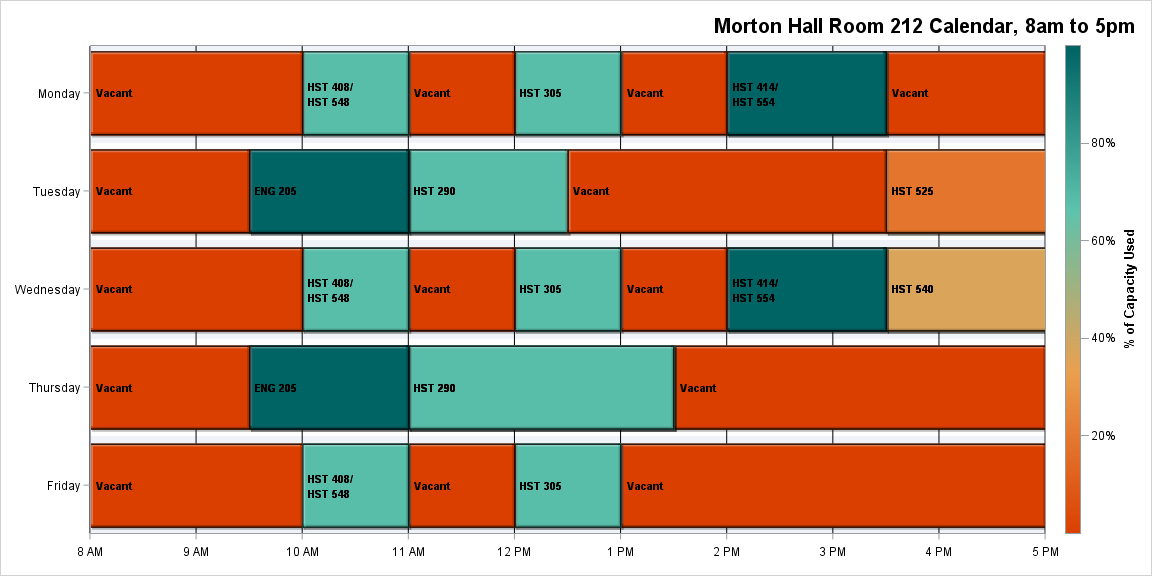 Morton Hall Room 212 Calendar, 8am to 5pm
Monday
Vacant
HST 408/
HST 548
Vacant
HST 305
Vacant
HST 414/
HST 554
Vacant
Tuesday
Vacant
ENG 205
HST 290
Vacant
HST 525
Wednesday
Vacant
HST 408/
HST 548
Vacant
HST 305
Vacant
HST 414/
HST 554
HST 540
Thursday
Vacant
ENG 205
HST 290
Vacant
Friday
Vacant
HST 408/
HST 548
Vacant
HST 305
Vacant
8 AM
9 AM
10 AM
11 AM
12 PM
1 PM
2 PM
3 PM
4 PM
5 PM
80%
60%
40%
20%
% of Capacity Used